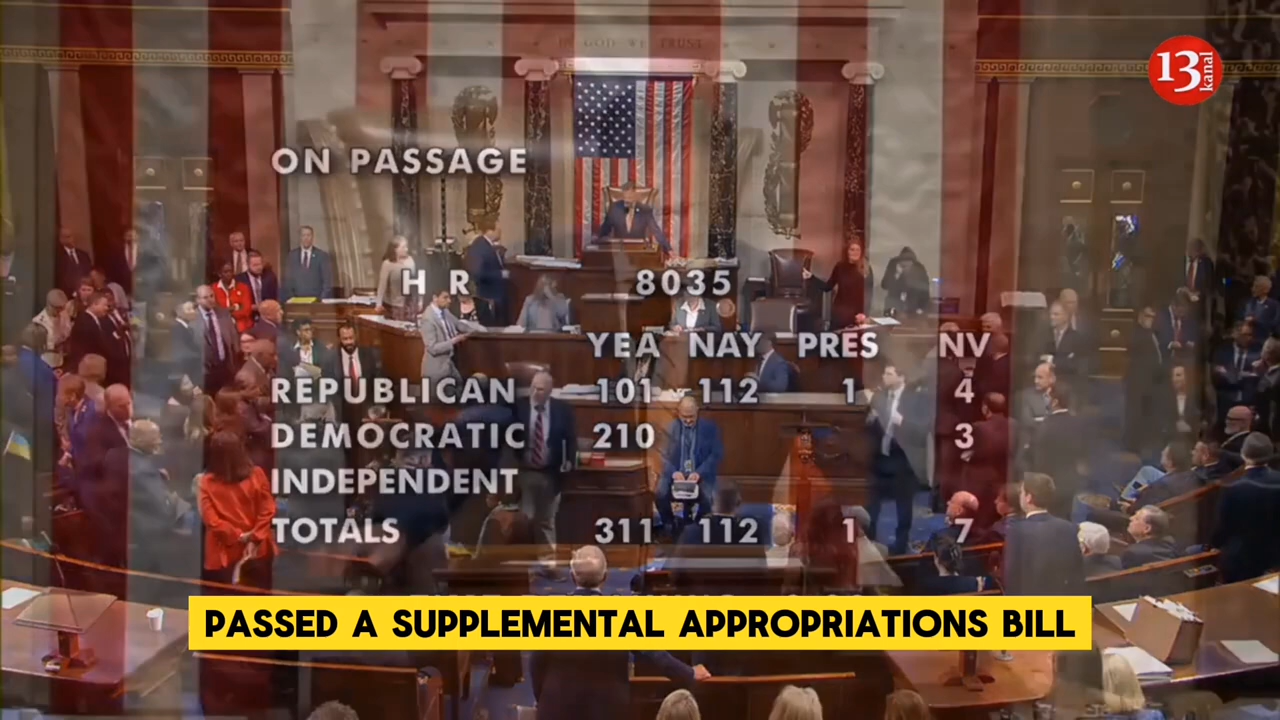 IN GOD WE TRUST
13
kanal
ON PASSAGE
H R 8035
YEA NAY PRES NV
REPUBLICAN 101 112 1 4
DEMOCRATIC 210 3
INDEPENDENT
TOTALS 311 112 1 7
PASSED A SUPPLEMENTAL APPROPRIATIONS BILL